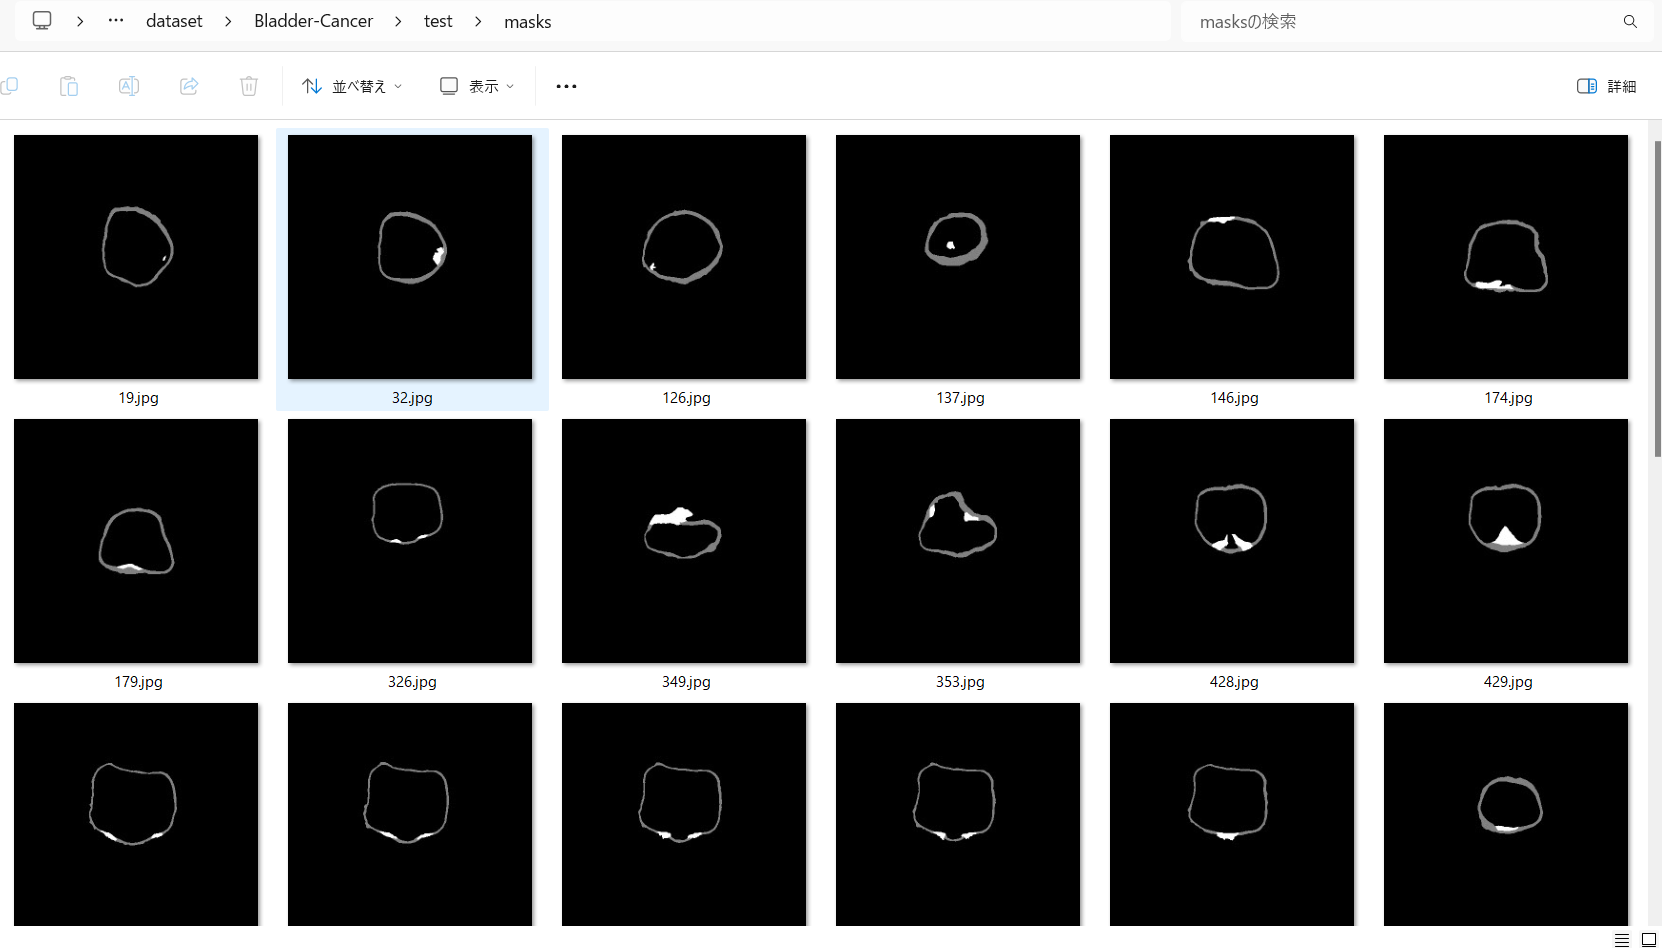 dataset > Bladder-Cancer > test > masks masksの検索
並べ替え 表示 詳細
19.jpg 32.jpg 126.jpg 137.jpg 146.jpg 174.jpg
179.jpg 326.jpg 349.jpg 353.jpg 428.jpg 429.jpg